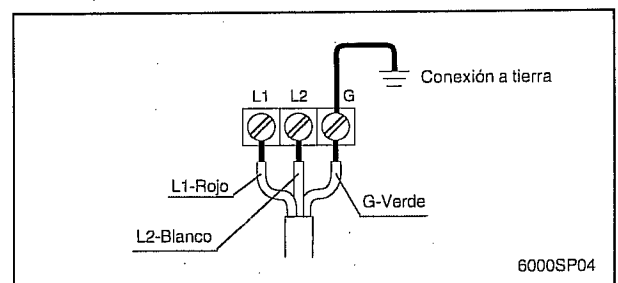 Conexión a tierra
L1 L2 G
L1-Rojo
G-Verde
L2-Blanco
6000SP04